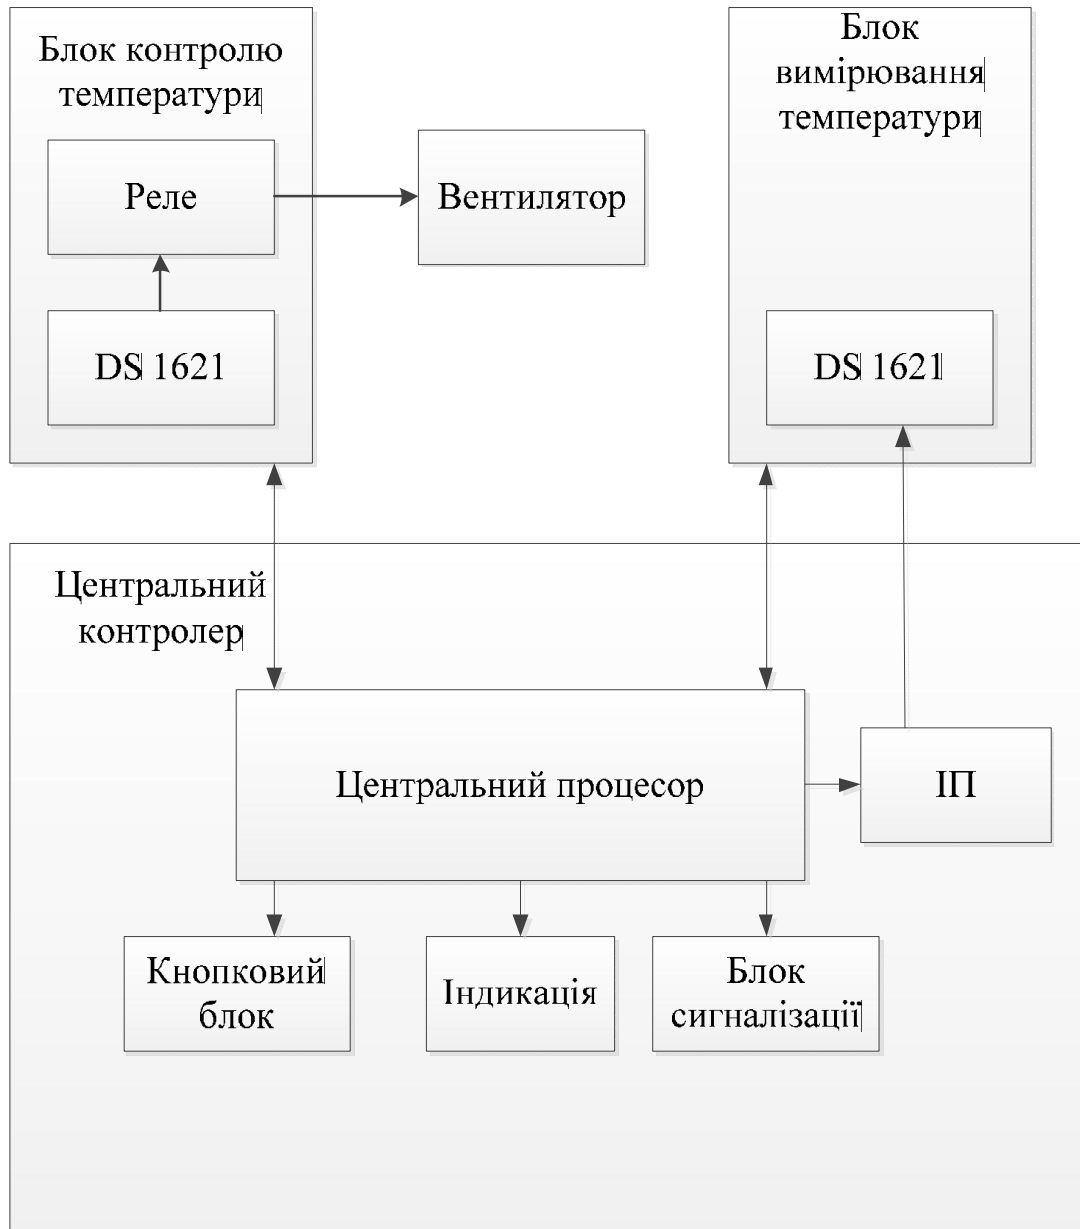 Блок контролю
температури
Реле
DS 1621
Вентилятор
Блок
вимірювання
температури
DS 1621
Центральний
контролер
Центральний процесор
ІП
Кнопковий
блок
Індикація
Блок
сигналізації